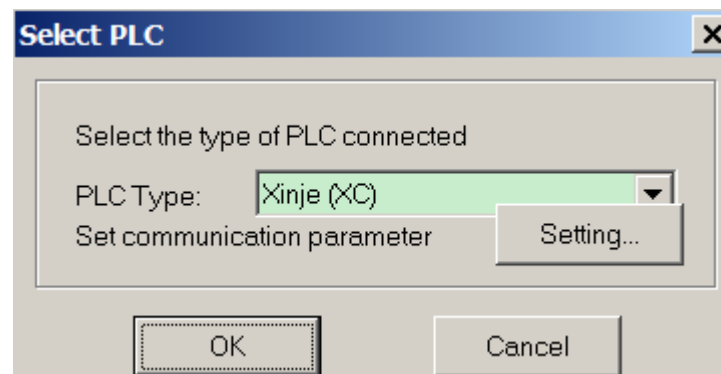 Select PLC
Select the type of PLC connected
PLC Type: Xinje (XC)
Set communication parameter Setting...
OK Cancel